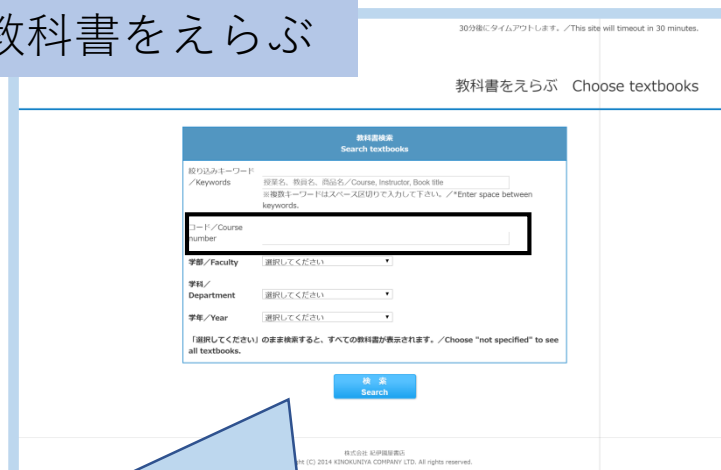 教科書をえらぶ
30分後にタイムアウトします。／This site will timeout in 30 minutes.
教科書をえらぶ Choose textbooks
教科書検索
Search textbooks
絞り込みキーワード
／Keywords
授業名、教員名、商品名／Course, Instructor, Book title
※複数キーワードはスペース区切りで入力して下さい。／*Enter space between
keywords.
コード／Course
number
学部／Faculty 選択してください
学科／
Department 選択してください
学年／Year 選択してください
「選択してください」のまま検索すると、すべての教科書が表示されます。／Choose "not specified" to see
all textbooks.
検 索
Search
株式会社 紀伊國屋書店
(C) 2014 KINOKUNIYA COMPANY LTD. All rights reserved.